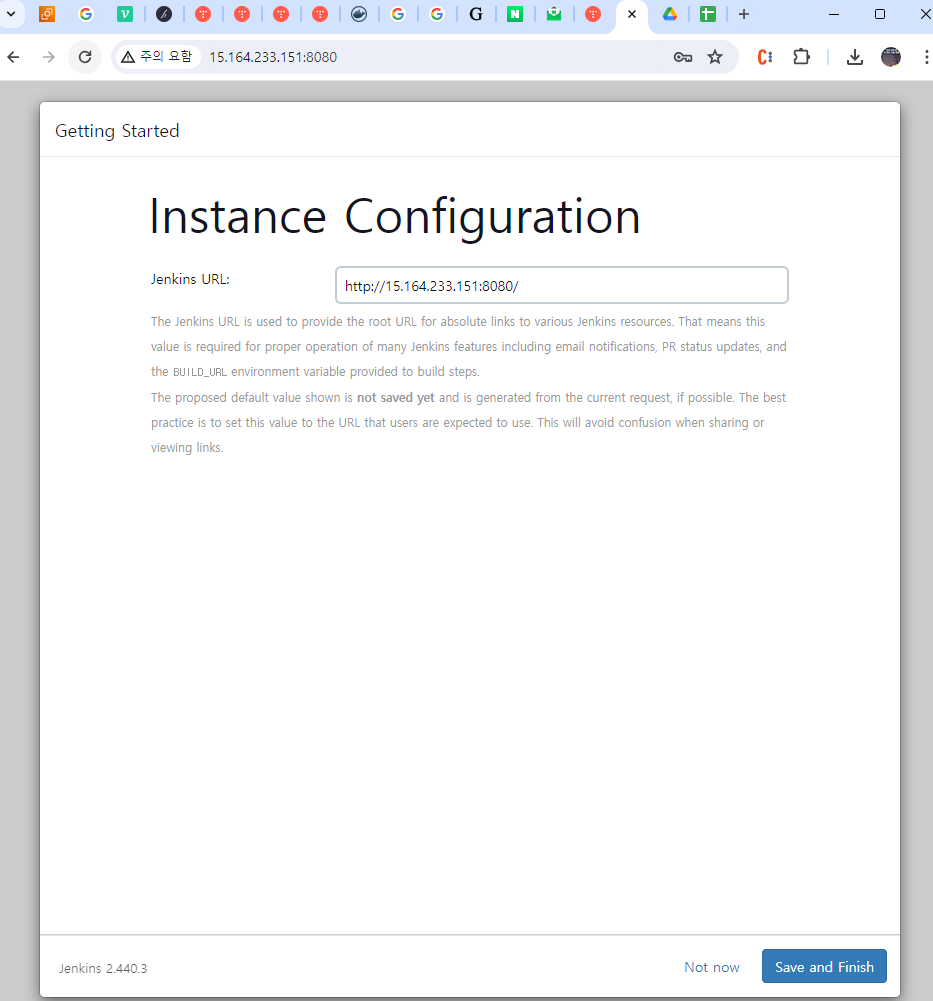 주의 요함 15.164.233.151:8080
Getting Started
Instance Configuration
Jenkins URL: http://15.164.233.151:8080/
The Jenkins URL is used to provide the root URL for absolute links to various Jenkins resources. That means this
value is required for proper operation of many Jenkins features including email notifications, PR status updates, and
the BUILD_URL environment variable provided to build steps.
The proposed default value shown is not saved yet and is generated from the current request, if possible. The best
practice is to set this value to the URL that users are expected to use. This will avoid confusion when sharing or
viewing links.
Jenkins 2.440.3 Not now Save and Finish